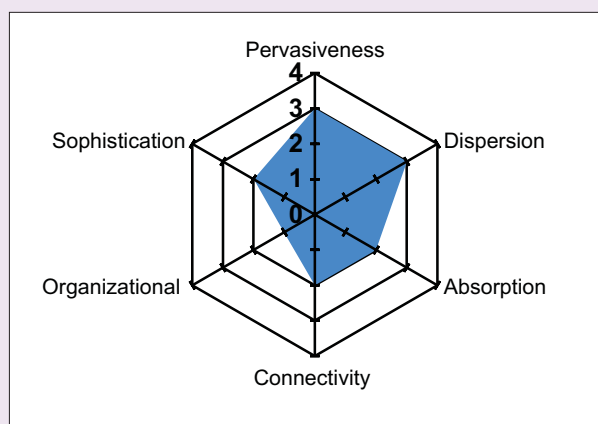 Pervasiveness
4
3
Sophistication
Dispersion
2
1
0
Organizational
Absorption
Connectivity